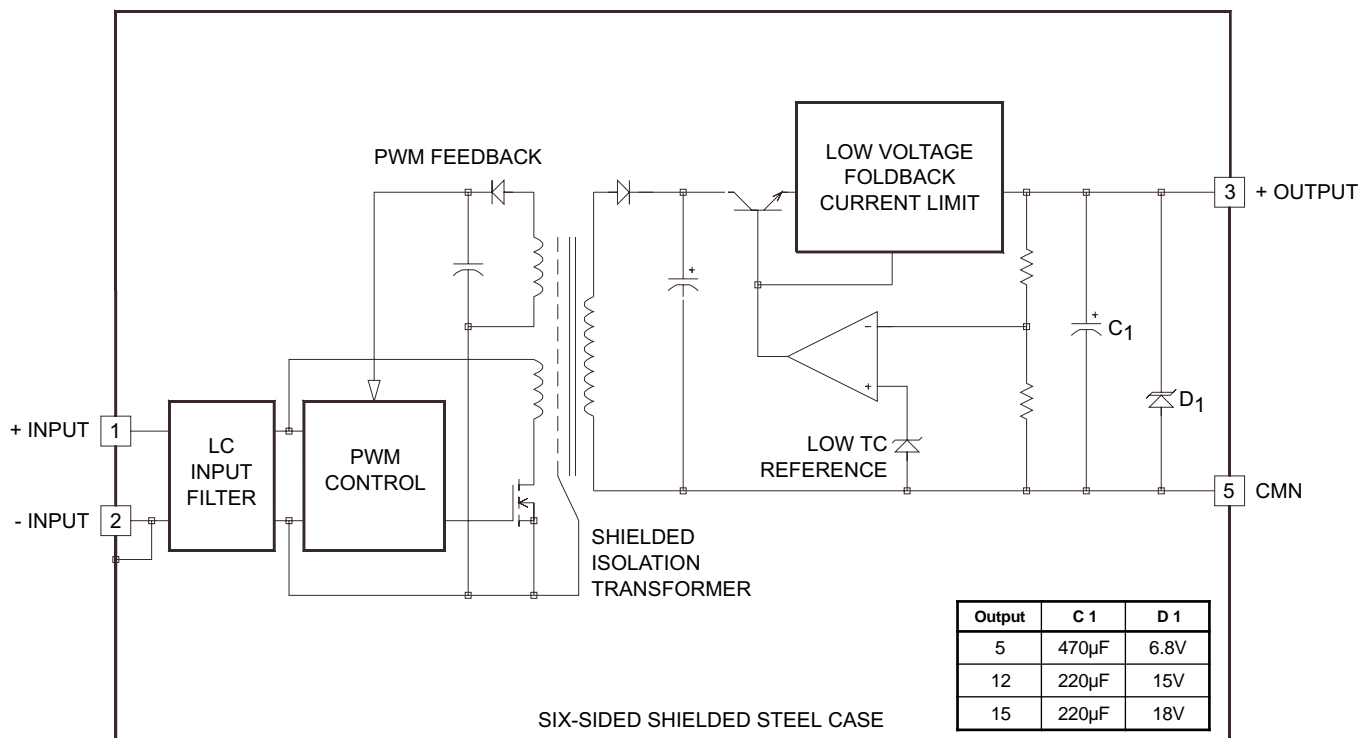 LOW VOLTAGE
FOLDBACK
CURRENT LIMIT
PWM FEEDBACK
3
+ OUTPUT
+
−
+
C1
+
D1
+ INPUT
1
LC
INPUT
FILTER
PWM
CONTROL
LOW TC
REFERENCE
5
CMN
- INPUT
2
SHIELDED
ISOLATION
TRANSFORMER
Output C 1 D 1
5 470µF 6.8V
12 220µF 15V
15 220µF 18V
SIX-SIDED SHIELDED STEEL CASE